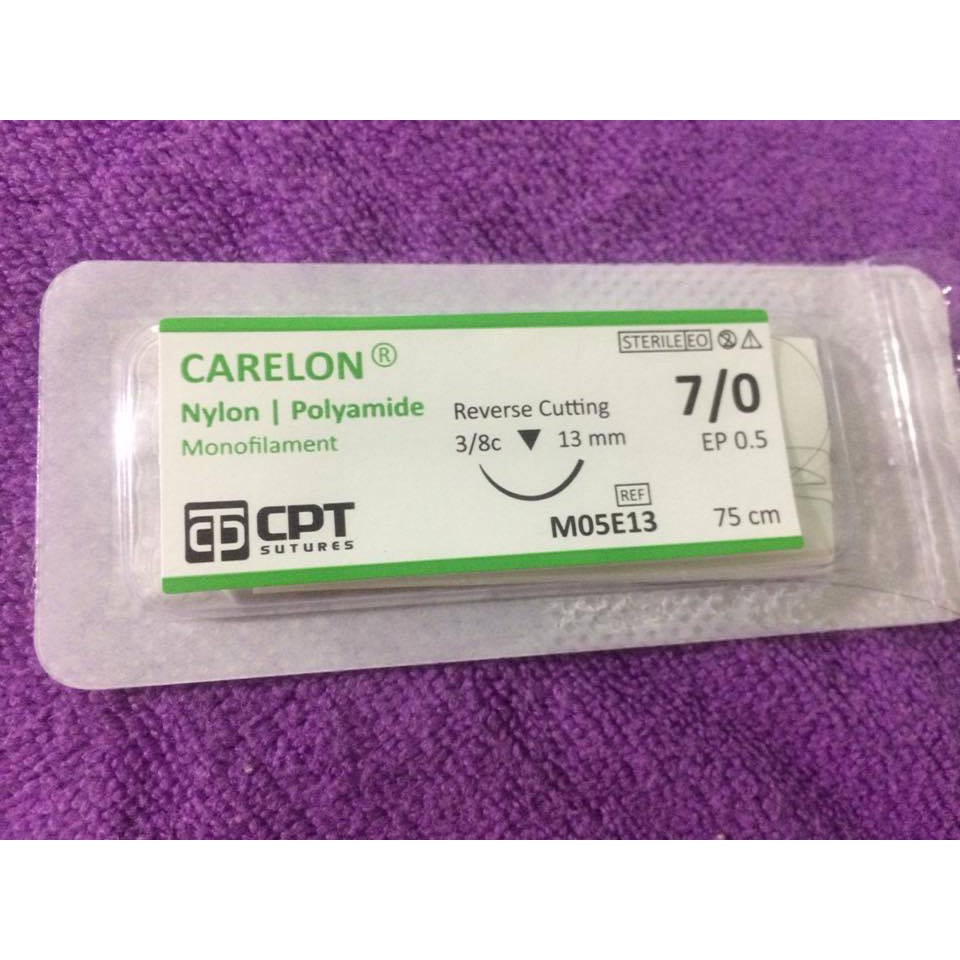 CARELON®
Nylon | Polyamide
Monofilament
CPT
SUTURES
Reverse Cutting
3/8c 13 mm
REF
M05E13
STERILE EO
7/0
EP 0.5
75 cm